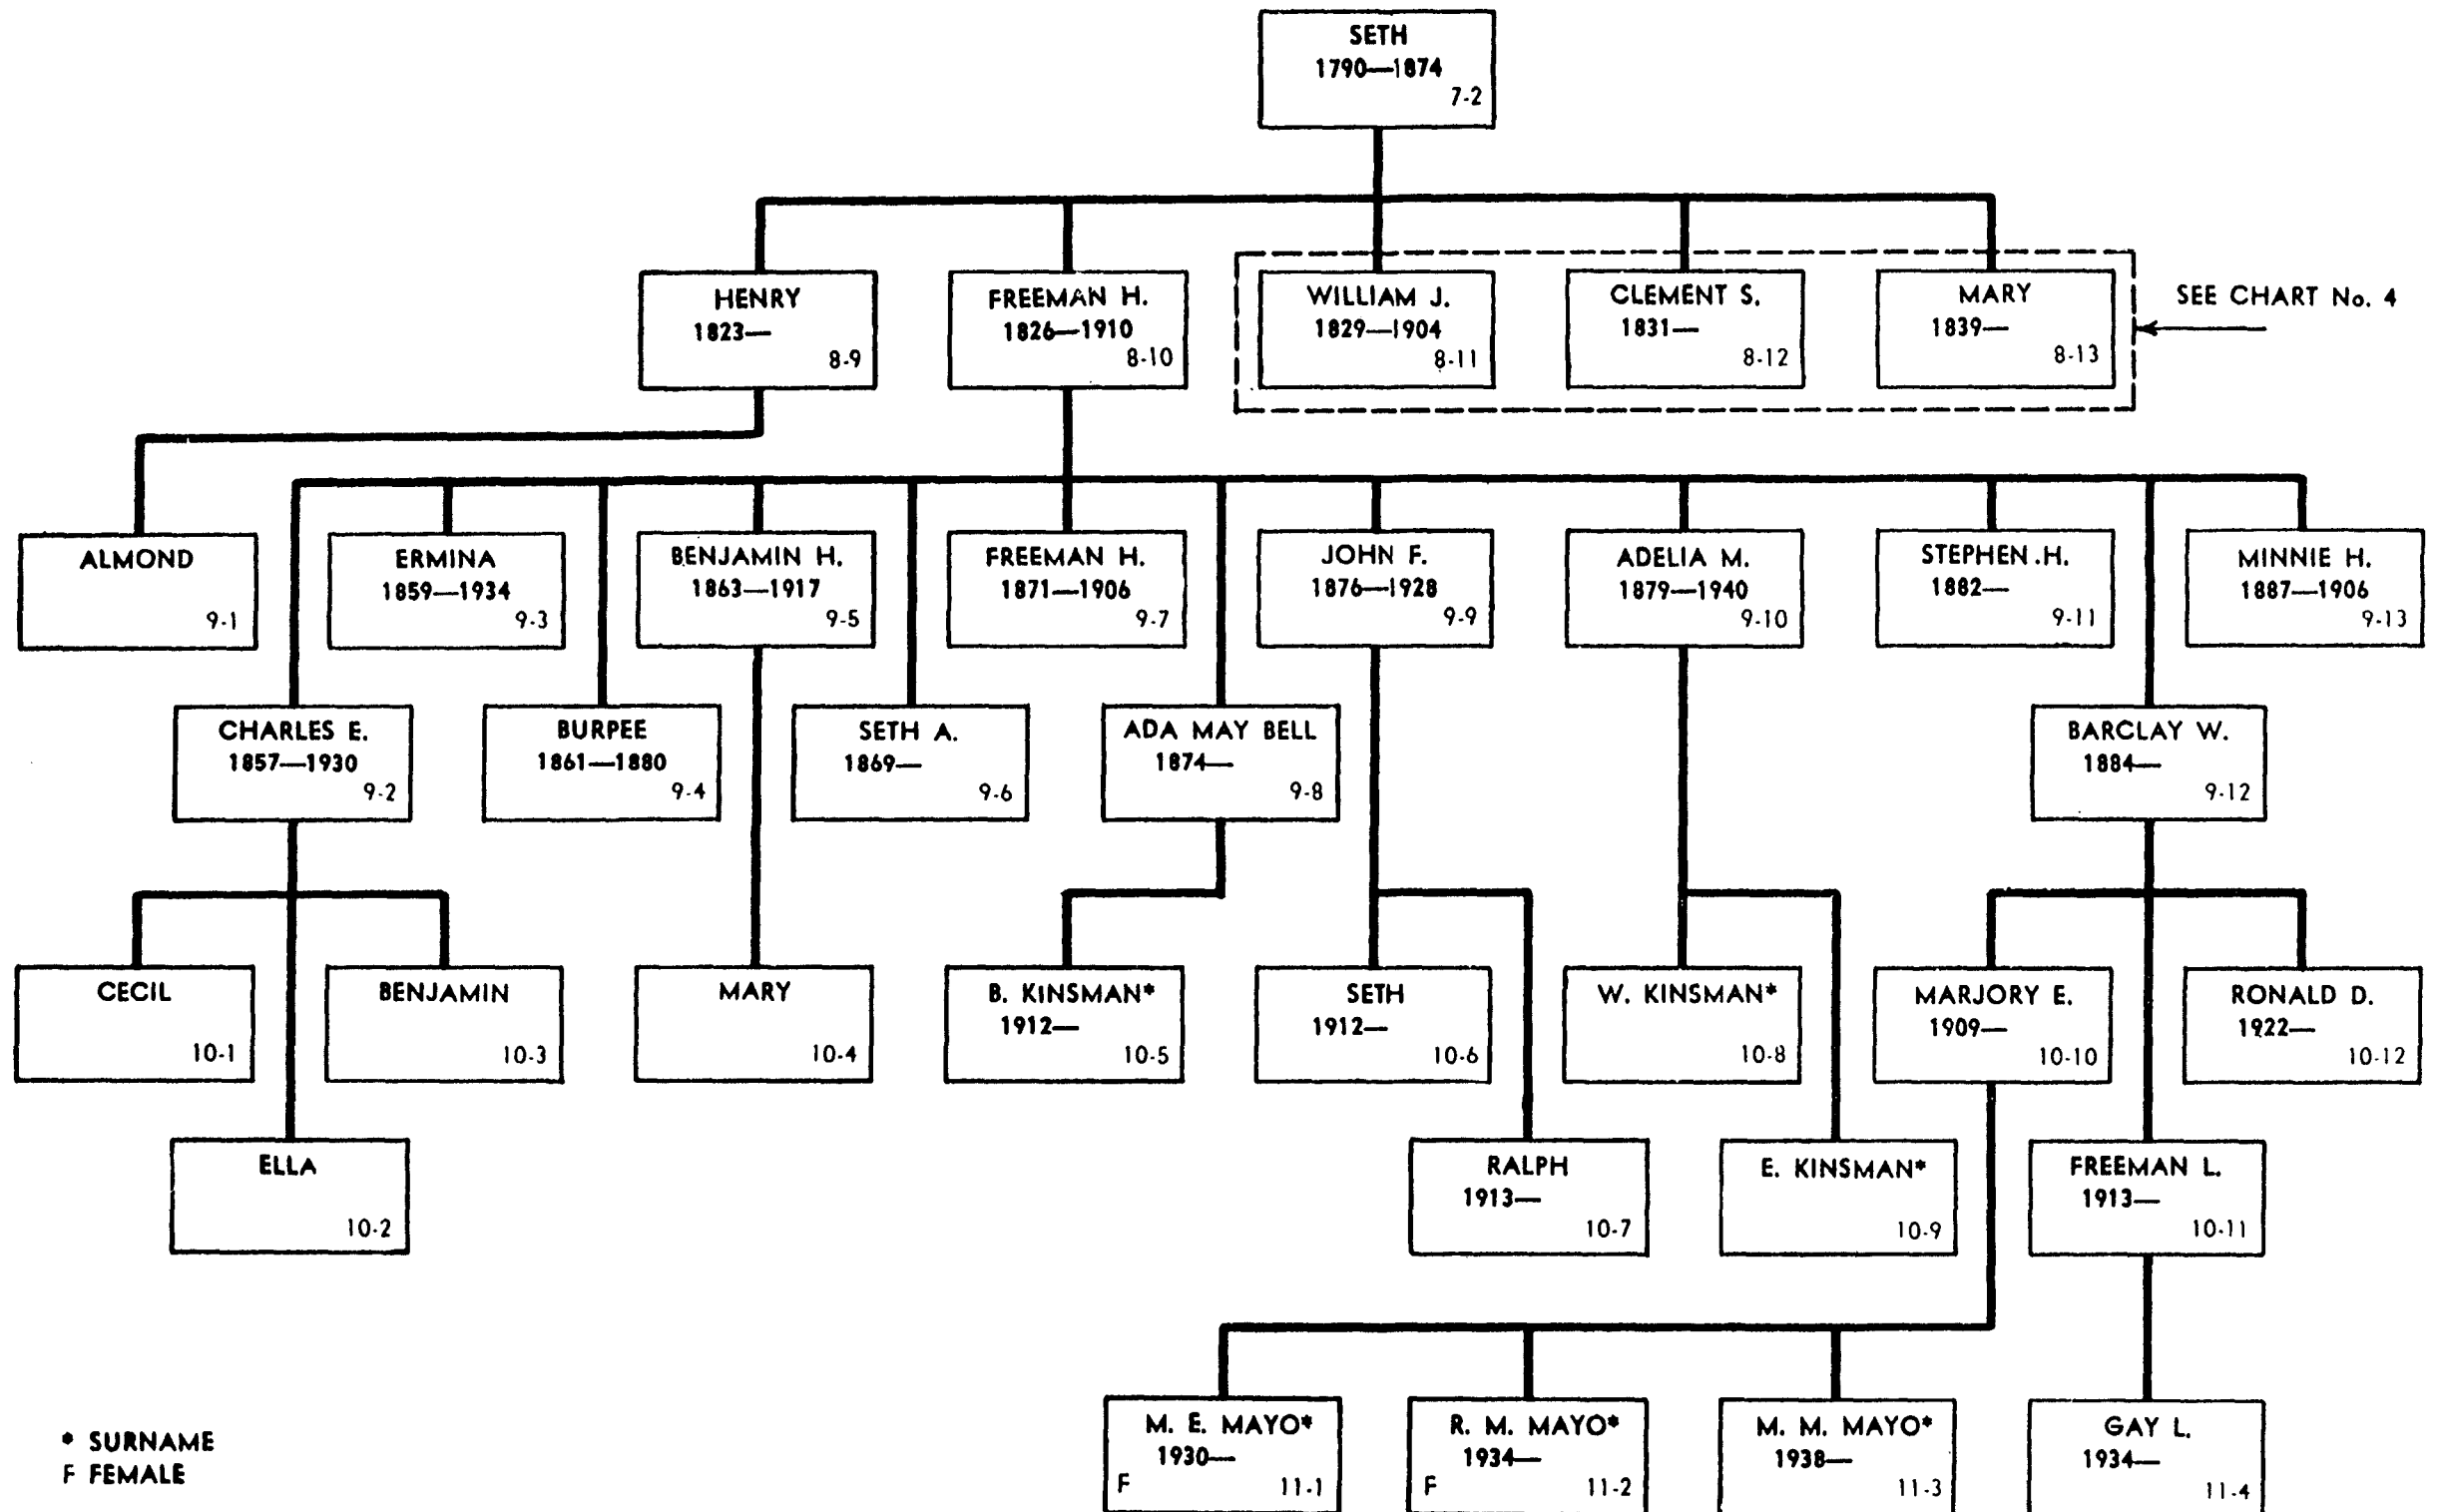 SETH
1790—1874
7-2
HENRY
1823—
8-9
FREEMAN H.
1826—1910
8-10
WILLIAM J.
1829—1904
8-11
CLEMENT S.
1831—
8-12
MARY
1839—
8-13
SEE CHART No. 4
ALMOND
9-1
ERMINA
1859—1934
9-3
BENJAMIN H.
1863—1917
9-5
FREEMAN H.
1871—1906
9-7
JOHN F.
1876—1928
9-9
ADELIA M.
1879—1940
9-10
STEPHEN H.
1882—
9-11
MINNIE H.
1887—1906
9-13
CHARLES E.
1857—1930
9-2
BURPEE
1861—1880
9-4
SETH A.
1869—
9-6
ADA MAY BELL
1874—
9-8
BARCLAY W.
1884—
9-12
CECIL
10-1
BENJAMIN
10-3
MARY
10-4
B. KINSMAN*
1912—
10-5
SETH
1912—
10-6
W. KINSMAN*
10-8
MARJORY E.
1909—
10-10
RONALD D.
1922—
10-12
ELLA
10-2
RALPH
1913—
10-7
E. KINSMAN*
10-9
FREEMAN L.
1913—
10-11
M. E. MAYO*
1930—
F 11-1
R. M. MAYO*
1934—
F 11-2
M. M. MAYO*
1938—
11-3
GAY L.
1934—
11-4
* SURNAME
F FEMALE